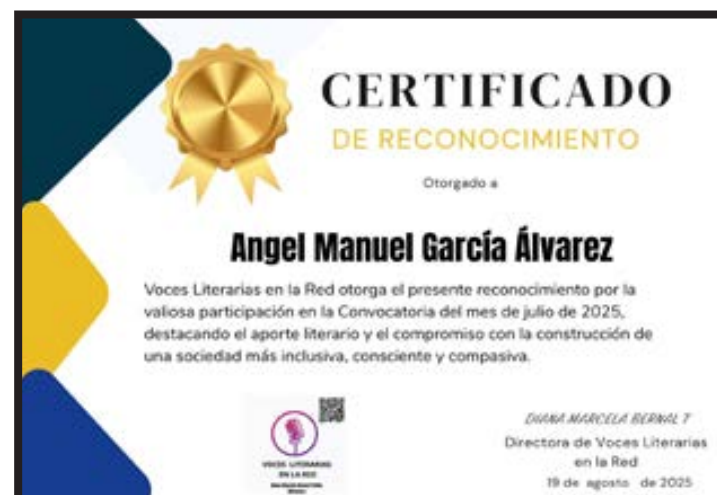 CERTIFICADO
DE RECONOCIMIENTO
Otorgado a
Angel Manuel García Álvarez
Voces Literarias en la Red otorga el presente reconocimiento por la
valiosa participación en la Convocatoria del mes de julio de 2025,
destacando el aporte literario y el compromiso con la construcción de
una sociedad más inclusiva, consciente y compasiva.
VOCES LITERARIAS
EN LA RED
DIANA MARCELA BERNAL T
Directora de Voces Literarias
en la Red
19 de agosto de 2025